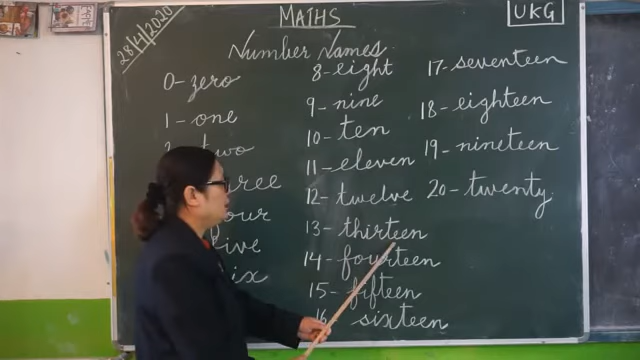 28/4/2020
MATHS
UKG
Number Names
0- zero
1 - one
two
ree
our
ive
ix
8- eight
9- nine
10- ten
11- eleven
12- twelve
13- thirteen
14- fourteen
15- fifteen
16- sixteen
17- seventeen
18- eighteen
19- nineteen
20- twenty